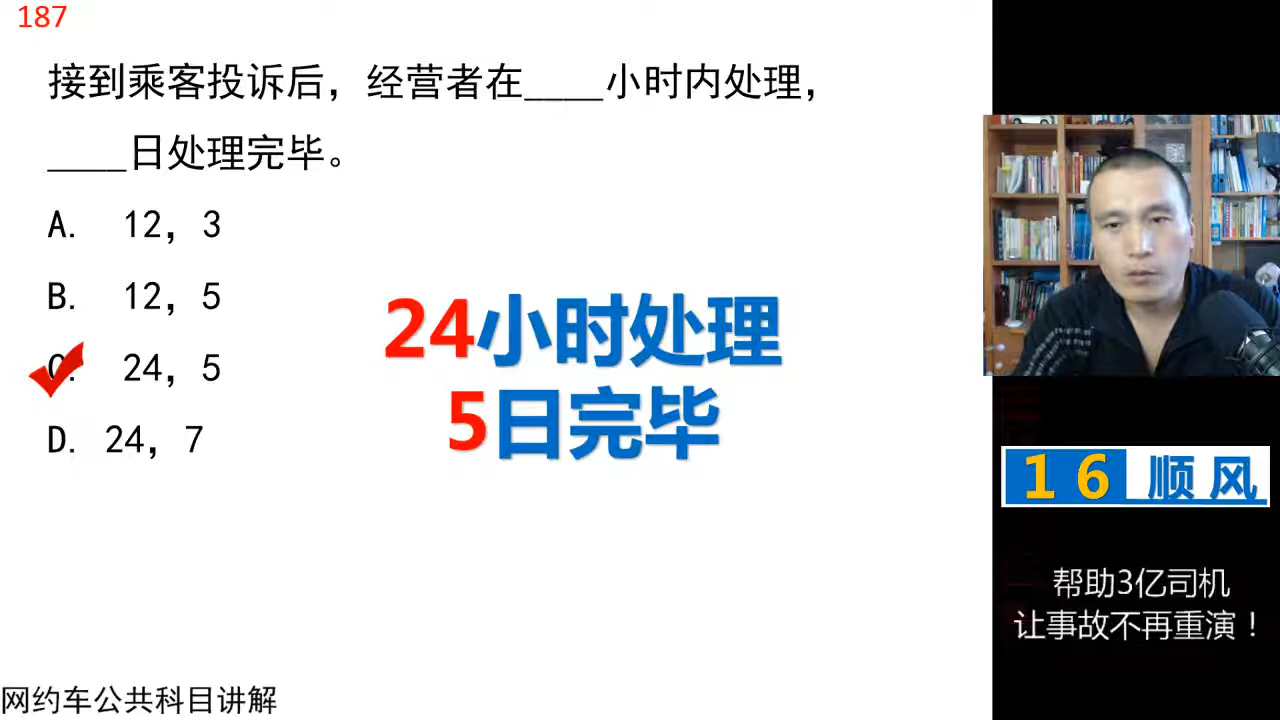 187
接到乘客投诉后，经营者在____小时内处理，
____日处理完毕。
A. 12，3
B. 12，5
C. 24，5
D. 24，7
24小时处理
5日完毕
16顺风
帮助3亿司机
让事故不再重演！
网约车公共科目讲解